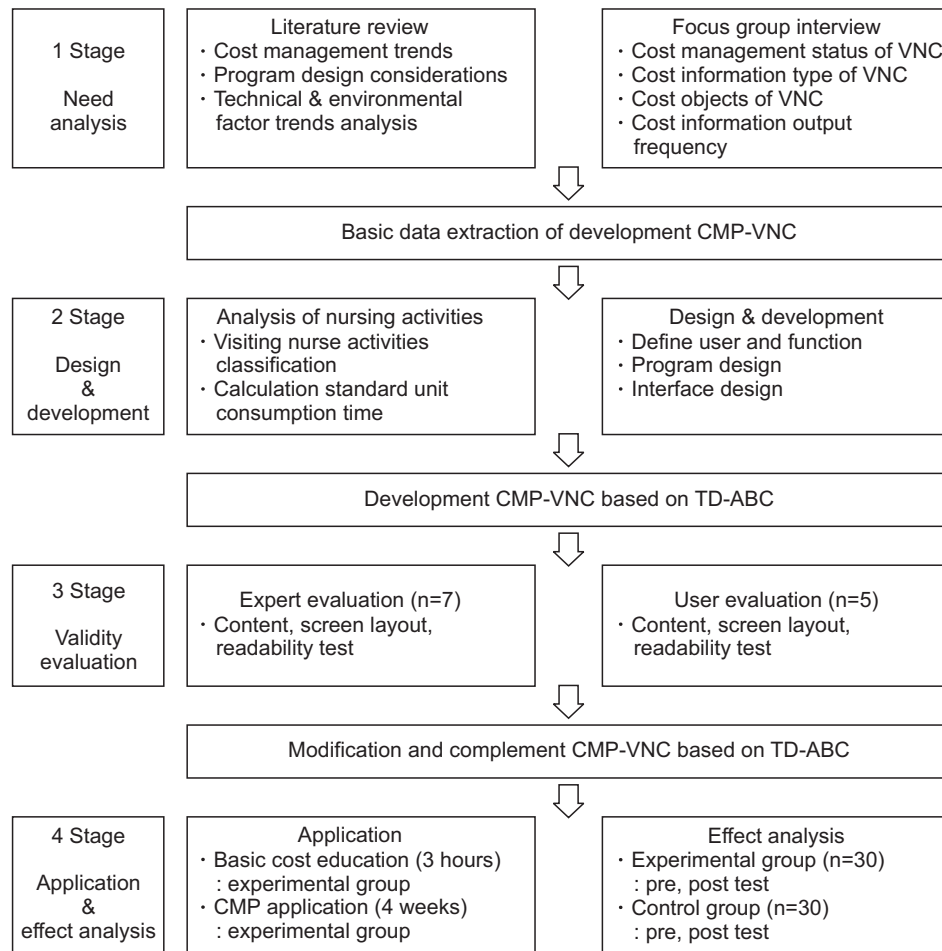 1 Stage
Need
analysis
Literature review
· Cost management trends
· Program design considerations
· Technical & environmental
factor trends analysis
Focus group interview
· Cost management status of VNC
· Cost information type of VNC
· Cost objects of VNC
· Cost information output
frequency
Basic data extraction of development CMP-VNC
2 Stage
Design
&
development
Analysis of nursing activities
· Visiting nurse activities
classification
· Calculation standard unit
consumption time
Design & development
· Define user and function
· Program design
· Interface design
Development CMP-VNC based on TD-ABC
3 Stage
Validity
evaluation
Expert evaluation (n=7)
· Content, screen layout,
readability test
User evaluation (n=5)
· Content, screen layout,
readability test
Modification and complement CMP-VNC based on TD-ABC
4 Stage
Application
&
effect analysis
Application
· Basic cost education (3 hours)
: experimental group
· CMP application (4 weeks)
: experimental group
Effect analysis
· Experimental group (n=30)
: pre, post test
· Control group (n=30)
: pre, post test